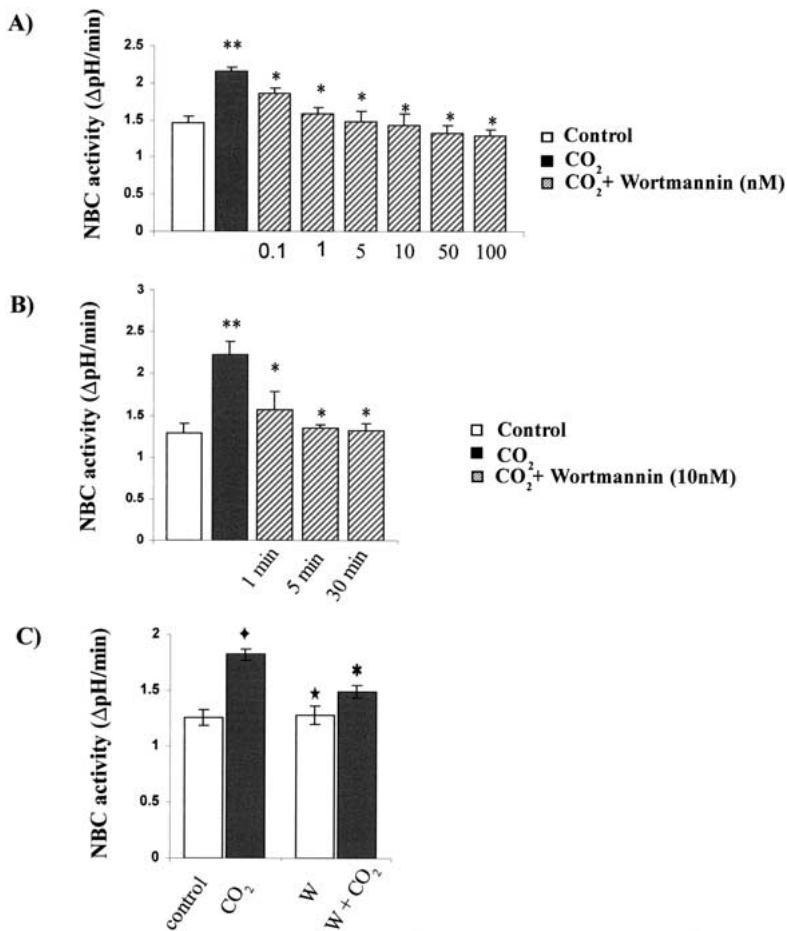 A)
NBC activity (ΔpH/min)
2.5
2
1.5
1
0.5
0
**
*
*
*
*
*
*
0.1 1 5 10 50 100
Control
CO₂
CO₂+ Wortmannin (nM)
B)
NBC activity (ΔpH/min)
3
2.5
2
1.5
1
0.5
0
**
*
*
*
1 min
5 min
30 min
Control
CO₂
CO₂+ Wortmannin (10nM)
C)
NBC activity (ΔpH/min)
2
1.5
1
0.5
0
control
CO₂
W
W + CO₂